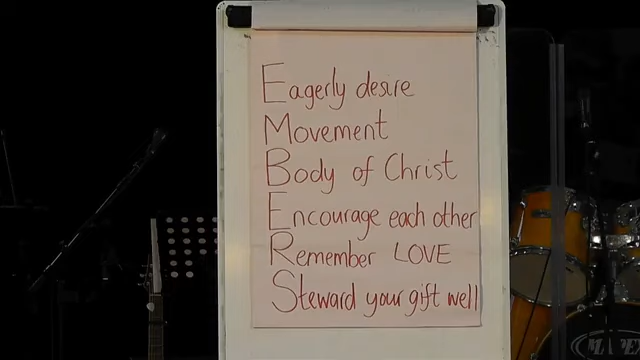 Eagerly desire
Movement
Body of Christ
Encourage each other
Remember LOVE
Steward your gift well